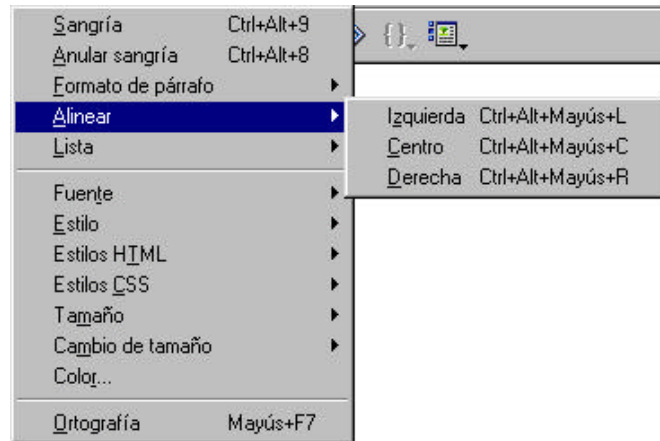 Sangría Ctrl+Alt+9
Anular sangría Ctrl+Alt+8
Formato de párrafo
Alinear
Lista
Fuente
Estilo
Estilos HTML
Estilos CSS
Tamaño
Cambio de tamaño
Color...
Ortografía Mayús+F7
Izquierda Ctrl+Alt+Mayús+L
Centro Ctrl+Alt+Mayús+C
Derecha Ctrl+Alt+Mayús+R